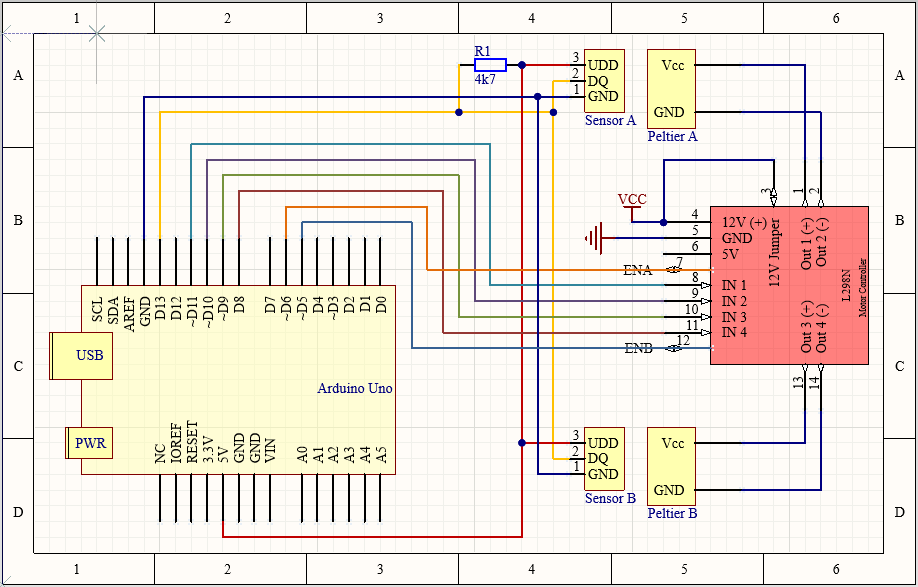 1 2 3 4 5 6
A
B
C
D
A
B
C
D
R1
4k7
3 UDD
2 DQ
1 GND
Sensor A
Vcc
GND
Peltier A
VCC
3
1
2
4 12V (+)
5 GND
6 5V
ENA 7
8 IN 1
9 IN 2
10 IN 3
11 IN 4
ENB 12
12V Jumper
Out 1 (+)
Out 2 (-)
Out 3 (+)
Out 4 (-)
L298N
Motor Controller
13
14
SCL
SDA
AREF
GND
D13
D12
~D11
~D10
~D9
D8
D7
~D6
~D5
D4
~D3
D2
D1
D0
USB
Arduino Uno
PWR
NC
IOREF
RESET
3.3V
5V
GND
GND
VIN
A0
A1
A2
A3
A4
A5
3 UDD
2 DQ
1 GND
Sensor B
Vcc
GND
Peltier B
1 2 3 4 5 6